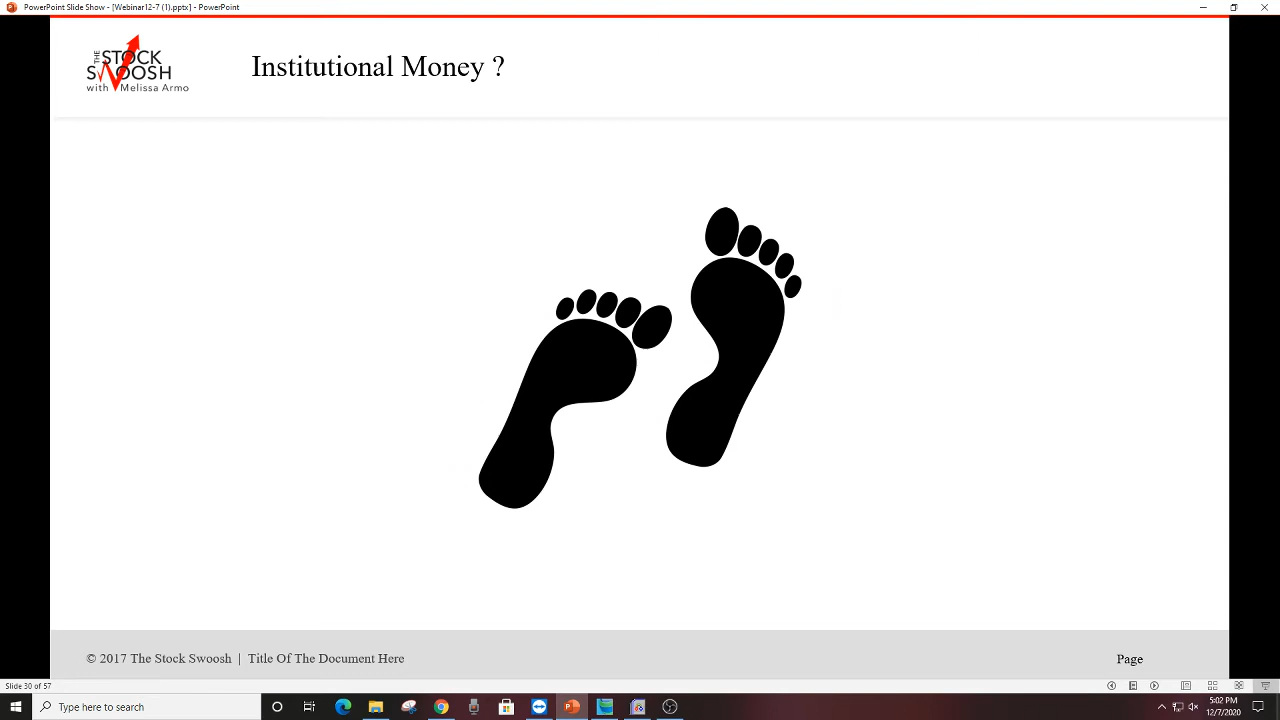 PowerPoint Slide Show - [Webinar12-7 (1).pptx] - PowerPoint
THE STOCK
SWOOSH
with Melissa Armo
Institutional Money ?
© 2017 The Stock Swoosh | Title Of The Document Here
Page
Slide 30 of 57
Type here to search
5:02 PM
12/7/2020